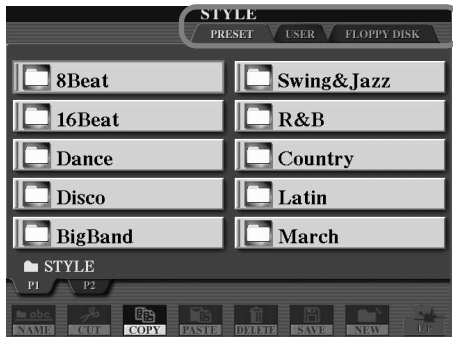 STYLE
PRESET USER FLOPPY DISK
8Beat Swing&Jazz
16Beat R&B
Dance Country
Disco Latin
BigBand March
STYLE
P1 P2
abc
NAME CUT COPY PASTE DELETE SAVE NEW UP